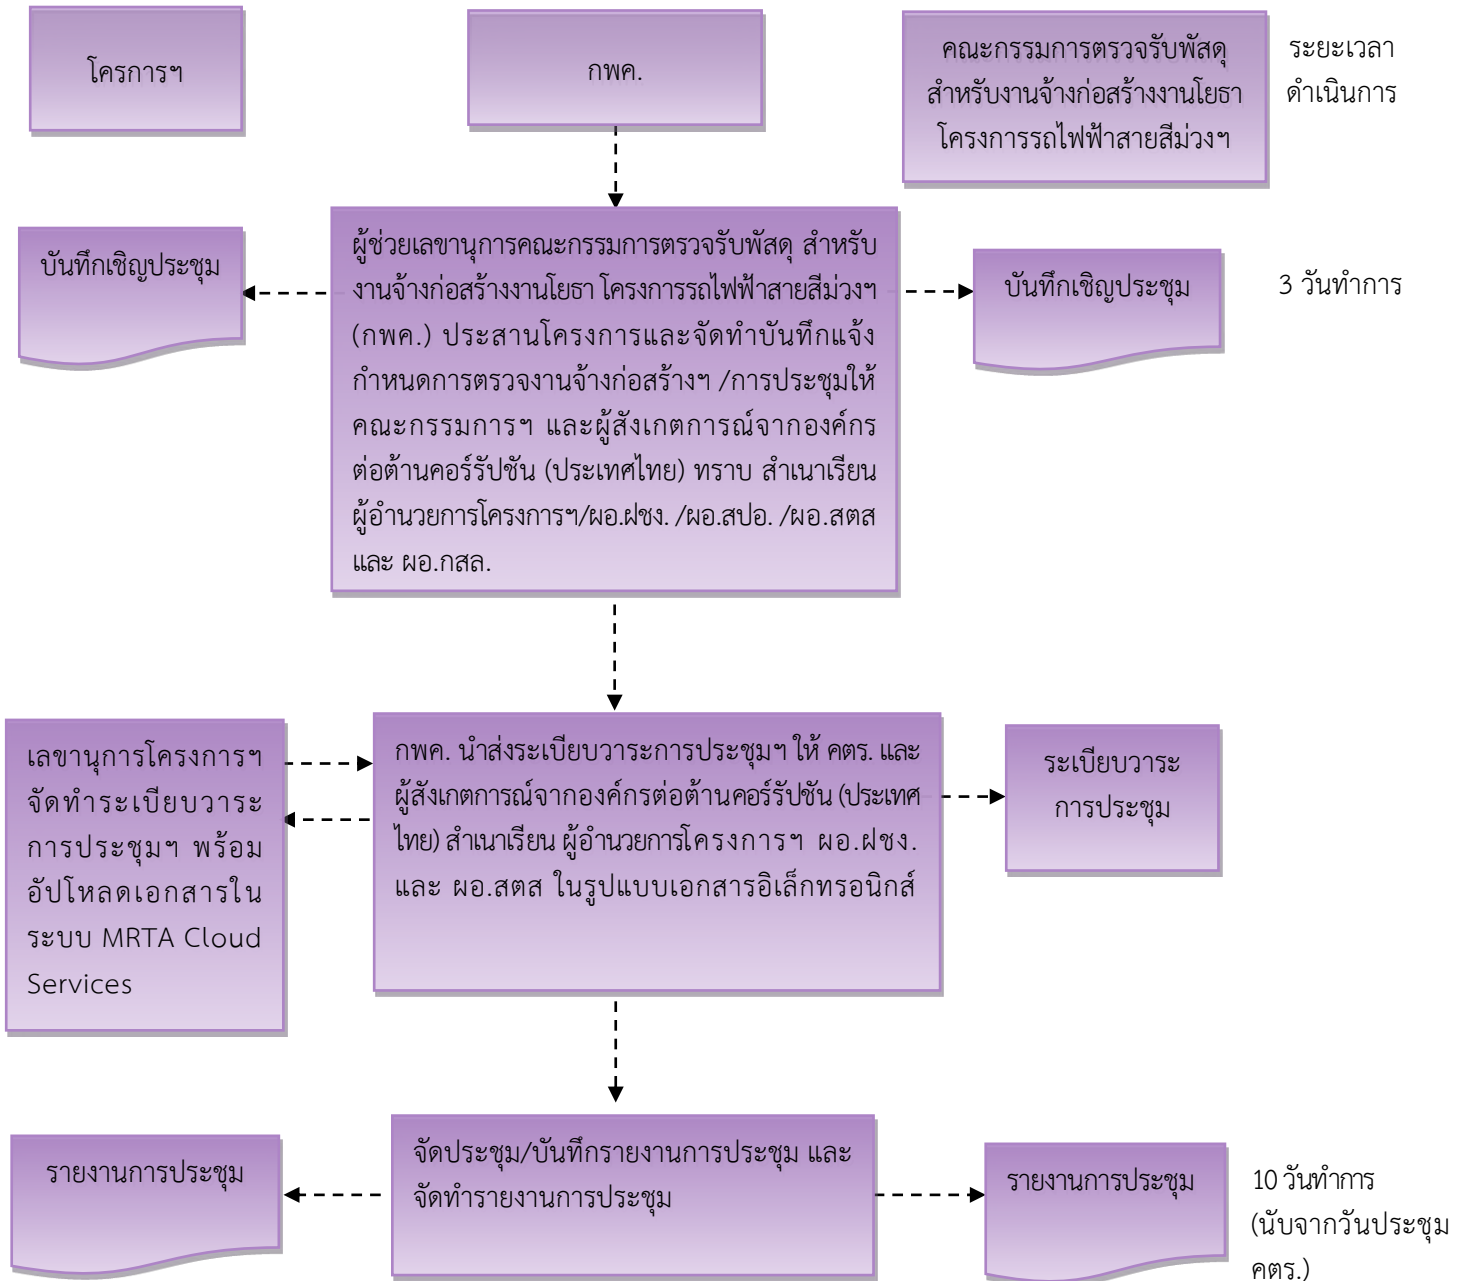 โครการฯ
กพค.
คณะกรรมการตรวจรับพัสดุ
สำหรับงานจ้างก่อสร้างงานโยธา
โครงการรถไฟฟ้าสายสีม่วงฯ
ระยะเวลา
ดำเนินการ
บันทึกเชิญประชุม
ผู้ช่วยเลขานุการคณะกรรมการตรวจรับพัสดุ สำหรับ
งานจ้างก่อสร้างงานโยธา โครงการรถไฟฟ้าสายสีม่วงฯ
(กพค.) ประสานโครงการและจัดทำบันทึกแจ้ง
กำหนดการตรวจงานจ้างก่อสร้างฯ /การประชุมให้
คณะกรรมการฯ และผู้สังเกตการณ์จากองค์กร
ต่อต้านคอร์รัปชัน (ประเทศไทย) ทราบ สำเนาเรียน
ผู้อำนวยการโครงการฯ/ผอ.ฝชง. /ผอ.สปอ. /ผอ.สตส
และ ผอ.กสล.
บันทึกเชิญประชุม
3 วันทำการ
เลขานุการโครงการฯ
จัดทำระเบียบวาระ
การประชุมฯ พร้อม
อัปโหลดเอกสารใน
ระบบ MRTA Cloud
Services
กพค. นำส่งระเบียบวาระการประชุมฯ ให้ คตร. และ
ผู้สังเกตการณ์จากองค์กรต่อต้านคอร์รัปชัน (ประเทศ
ไทย) สำเนาเรียน ผู้อำนวยการโครงการฯ ผอ.ฝชง.
และ ผอ.สตส ในรูปแบบเอกสารอิเล็กทรอนิกส์
ระเบียบวาระ
การประชุม
รายงานการประชุม
จัดประชุม/บันทึกรายงานการประชุม และ
จัดทำรายงานการประชุม
รายงานการประชุม
10 วันทำการ
(นับจากวันประชุม
คตร.)